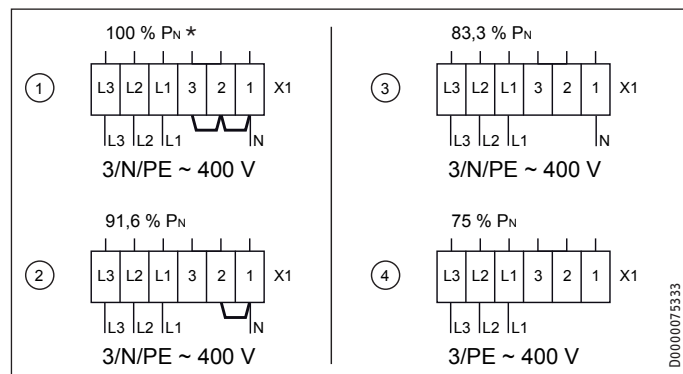 100 % PN *
1
L3 L2 L1 3 2 1 X1
L3 L2 L1 N
3/N/PE ~ 400 V
91,6 % PN
2
L3 L2 L1 3 2 1 X1
L3 L2 L1 N
3/N/PE ~ 400 V
83,3 % PN
3
L3 L2 L1 3 2 1 X1
L3 L2 L1 N
3/N/PE ~ 400 V
75 % PN
4
L3 L2 L1 3 2 1 X1
L3 L2 L1
3/PE ~ 400 V
D0000075333